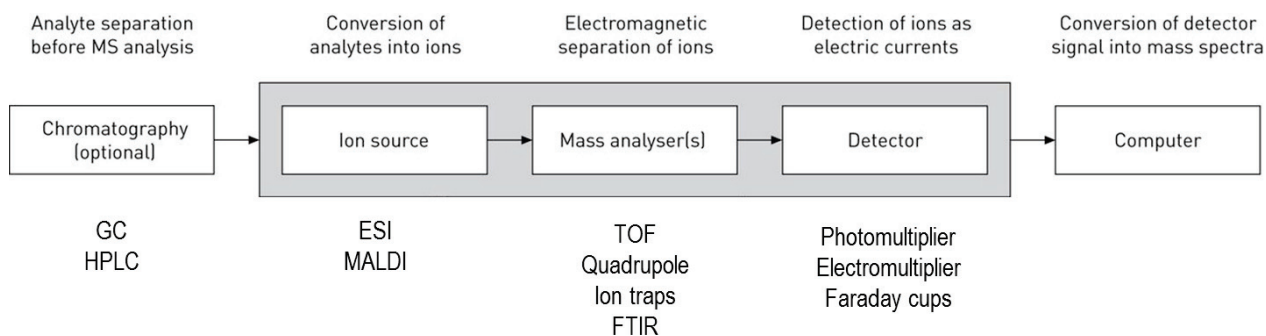 Analyte separation
before MS analysis
Conversion of
analytes into ions
Electromagnetic
separation of ions
Detection of ions as
electric currents
Conversion of detector
signal into mass spectra
Chromatography
(optional)
Ion source
Mass analyser(s)
Detector
Computer
GC
HPLC
ESI
MALDI
TOF
Quadrupole
Ion traps
FTIR
Photomultiplier
Electromultiplier
Faraday cups